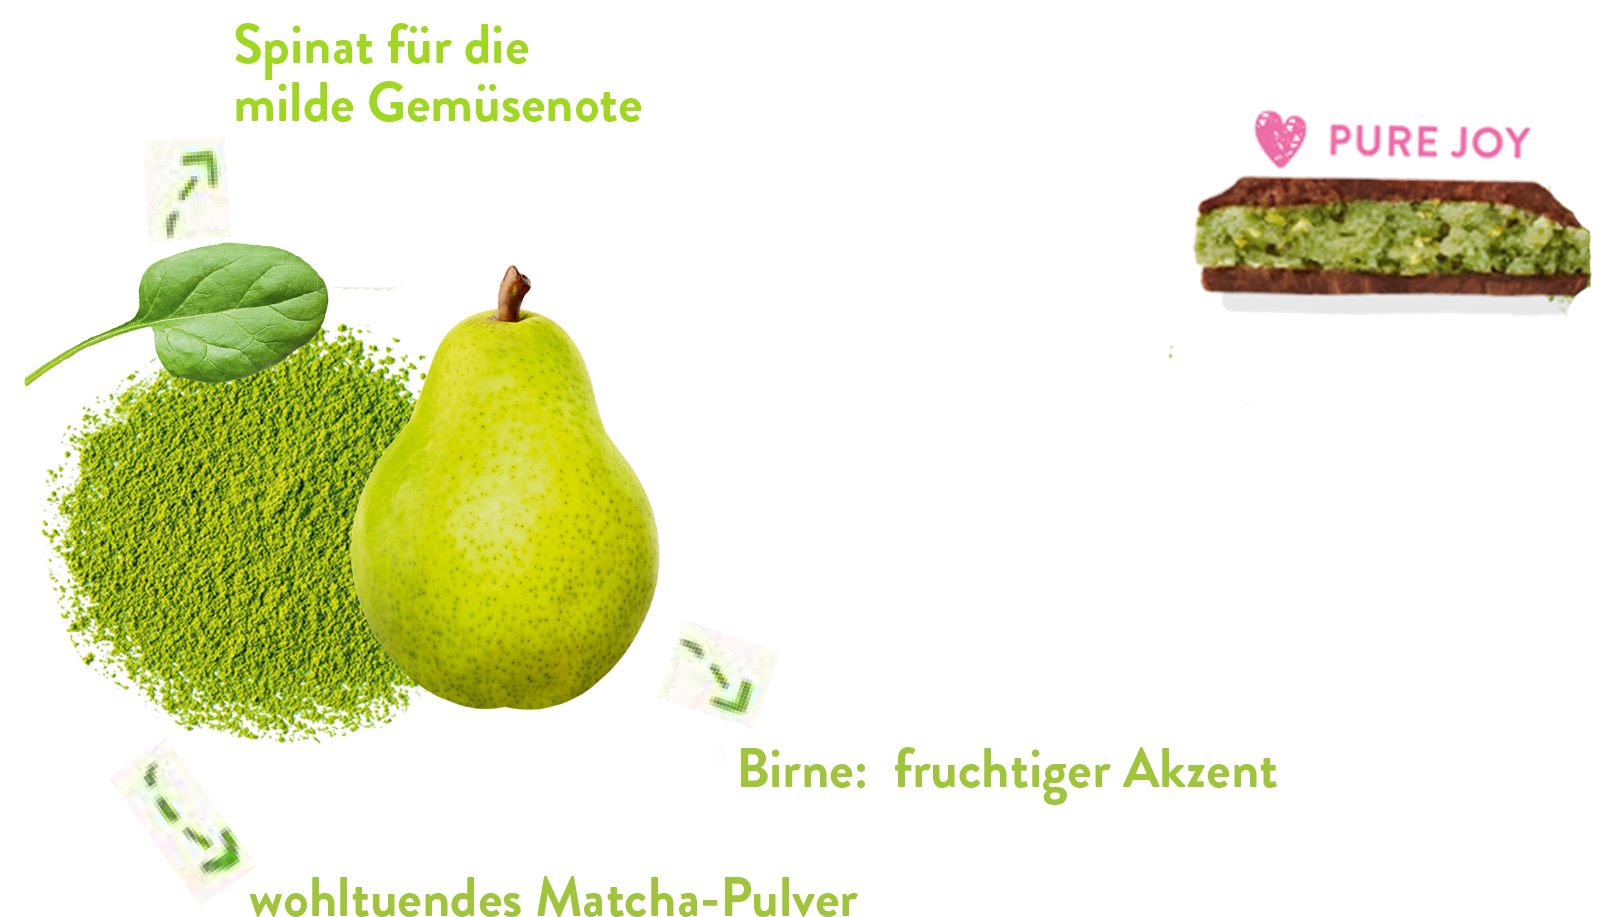 Spinat für die
milde Gemüsenote
PURE JOY
Birne: fruchtiger Akzent
wohltuendes Matcha-Pulver